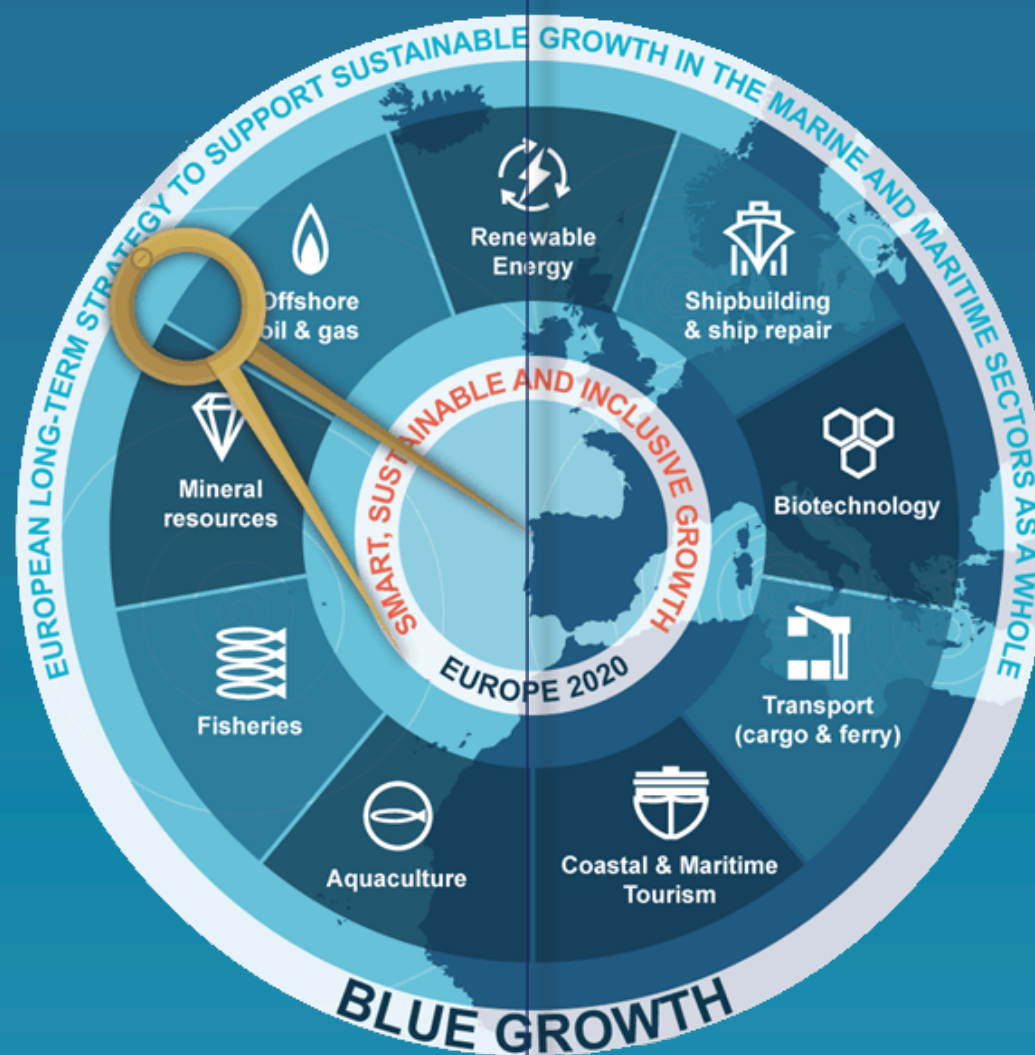 EUROPEAN LONG-TERM STRATEGY TO SUPPORT SUSTAINABLE GROWTH IN THE MARINE AND MARITIME SECTORS AS A WHOLE
Renewable
Energy
Shipbuilding
& ship repair
Biotechnology
Transport
(cargo & ferry)
Coastal & Maritime
Tourism
Aquaculture
Fisheries
Mineral
resources
Offshore
oil & gas
SMART, SUSTAINABLE AND INCLUSIVE GROWTH
EUROPE 2020
BLUE GROWTH